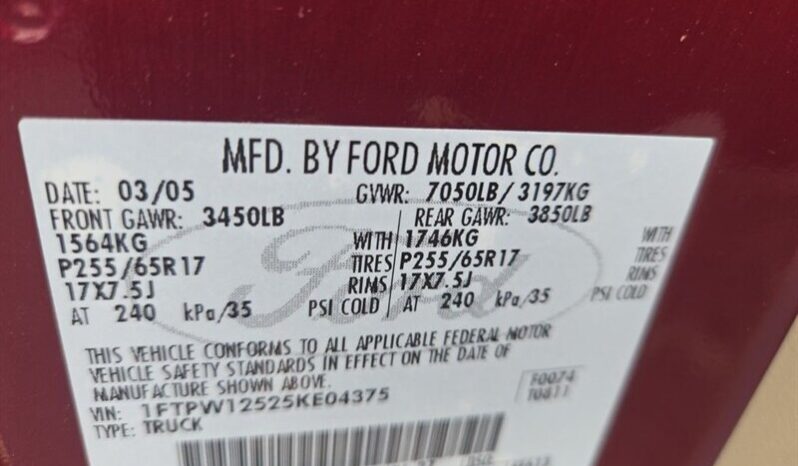 MFD. BY FORD MOTOR CO.
DATE: 03/05 GVWR: 7050LB/ 3197KG
FRONT GAWR: 3450LB REAR GAWR: 3850LB
1564KG WITH 1746KG WITH
P255/65R17 TIRES P255/65R17 TIRES
17X7.5J RIMS 17X7.5J RIMS
AT 240 kPa/35 PSI COLD AT 240 kPa/35 PSI COLD
Ford
THIS VEHICLE CONFORMS TO ALL APPLICABLE FEDERAL MOTOR
VEHICLE SAFETY STANDARDS IN EFFECT ON THE DATE OF
MANUFACTURE SHOWN ABOVE.
VIN: 1FTPW12525KE04375
TYPE: TRUCK
T0811